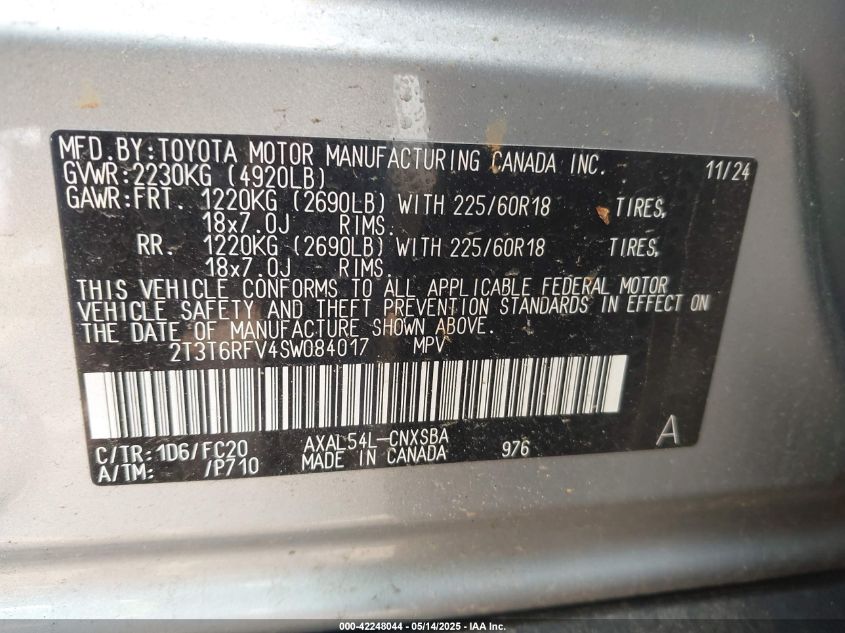 MFD.BY:TOYOTA MOTOR MANUFACTURING CANADA INC. 11/24
GVWR:2230KG (4920LB)
GAWR:FRT. 1220KG (2690LB) WITH 225/60R18 TIRES,
18x7.0J RIMS.
RR. 1220KG (2690LB) WITH 225/60R18 TIRES,
18x7.0J RIMS.
THIS VEHICLE CONFORMS TO ALL APPLICABLE FEDERAL MOTOR
VEHICLE SAFETY AND THEFT PREVENTION STANDARDS IN EFFECT ON
THE DATE OF MANUFACTURE SHOWN ABOVE.
2T3T6RFV4SW084017 MPV
C/TR:1D6/FC20 AXAL54L-CNXSBA 976 A
A/TM: /P710 MADE IN CANADA
000-42248044 / 05/14/2025 - IAA Inc.